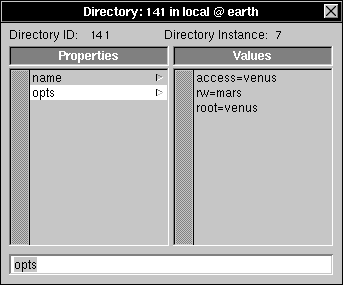 Directory: 141 in local @ earth
Directory ID: 141 Directory Instance: 7
Properties Values
name access=venus
opts rw=mars
root=venus
opts